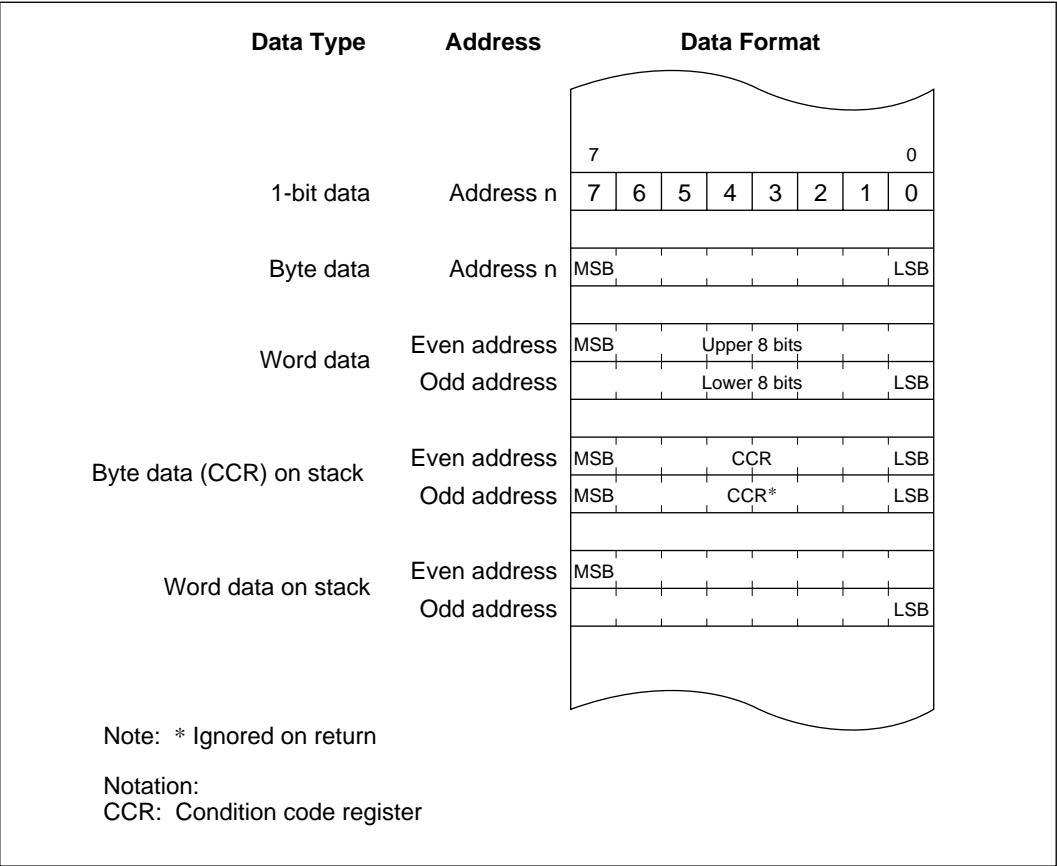 Data Type Address Data Format
7 0
1-bit data Address n 7 6 5 4 3 2 1 0
Byte data Address n MSB LSB
Word data
Even address MSB Upper 8 bits
Odd address Lower 8 bits LSB
Byte data (CCR) on stack
Even address MSB CCR LSB
Odd address MSB CCR* LSB
Word data on stack
Even address MSB
Odd address LSB
Note: * Ignored on return
Notation:
CCR: Condition code register